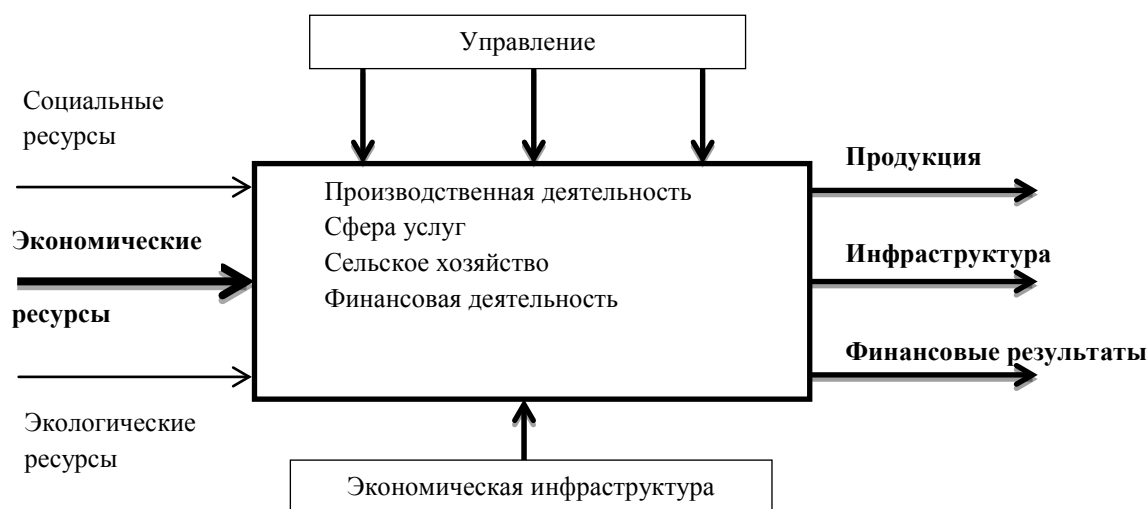 Управление
Социальные
ресурсы
Экономические
ресурсы
Экологические
ресурсы
Производственная деятельность
Сфера услуг
Сельское хозяйство
Финансовая деятельность
Продукция
Инфраструктура
Финансовые результаты
Экономическая инфраструктура